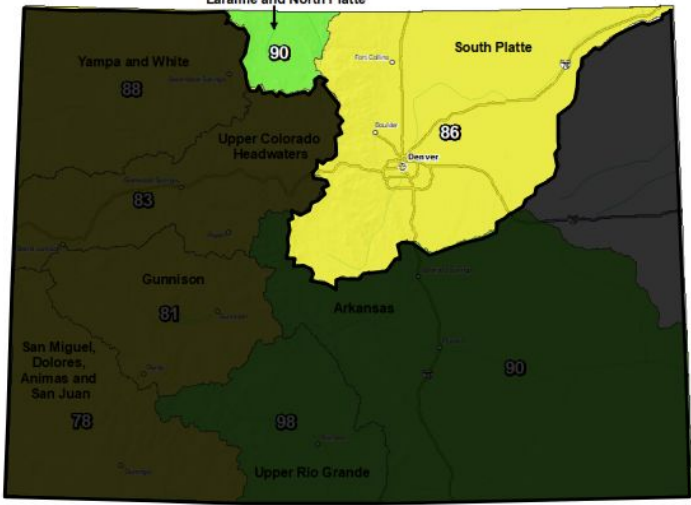 Laramie and North Platte
90
South Platte
Yampa and White
88
Fort Collins
Boulder
86
Upper Colorado
Headwaters
Denver
83
Gunnison
81
Arkansas
San Miguel,
Dolores,
Animas and
San Juan
78
90
98
Upper Rio Grande